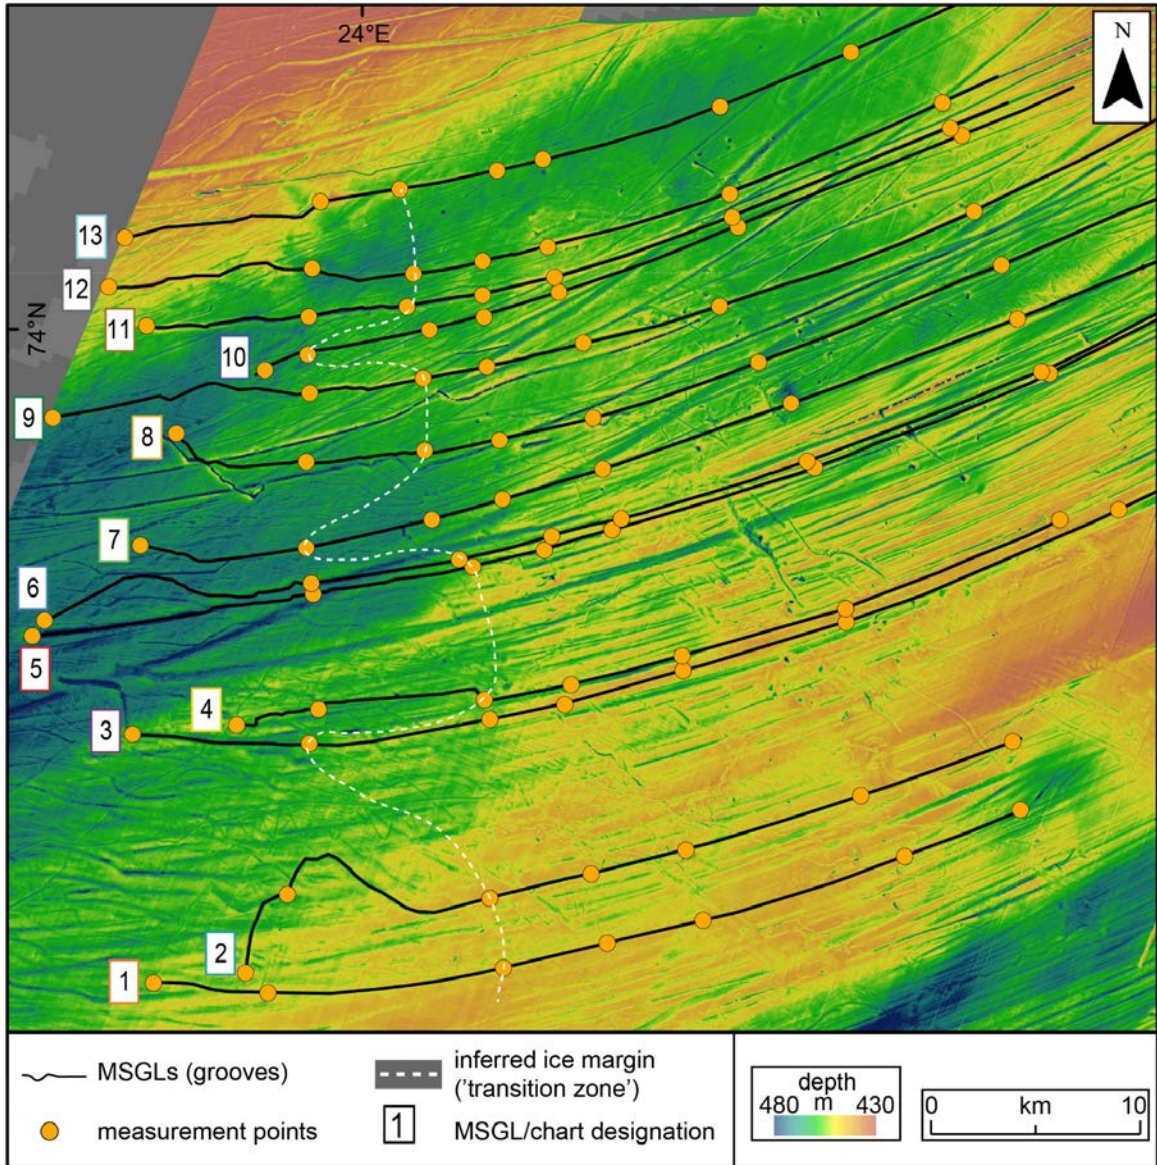 24°E
N
13
12
74°N
11
10
9
8
7
6
5
4
3
2
1
MSGLs (grooves)
inferred ice margin
('transition zone')
measurement points
1
MSGL/chart designation
depth
480 m 430
0 km 10